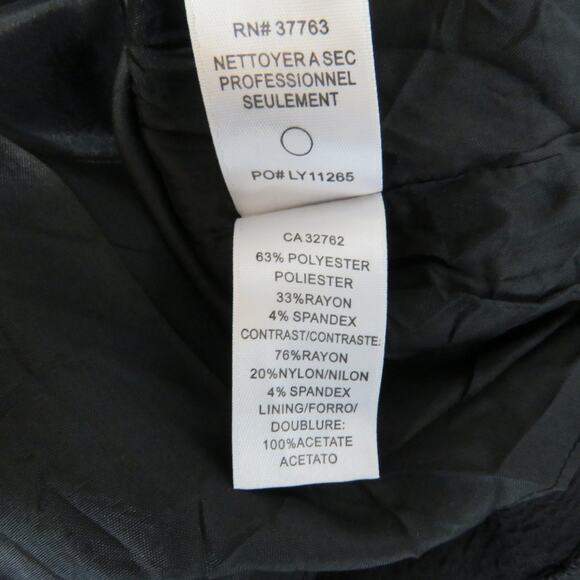 RN# 37763
NETTOYER A SEC
PROFESSIONNEL
SEULEMENT
PO# LY11265
CA 32762
63% POLYESTER
POLIESTER
33%RAYON
4% SPANDEX
CONTRAST/CONTRASTE:
76%RAYON
20%NYLON/NILON
4% SPANDEX
LINING/FORRO/
DOUBLURE:
100%ACETATE
ACETATO